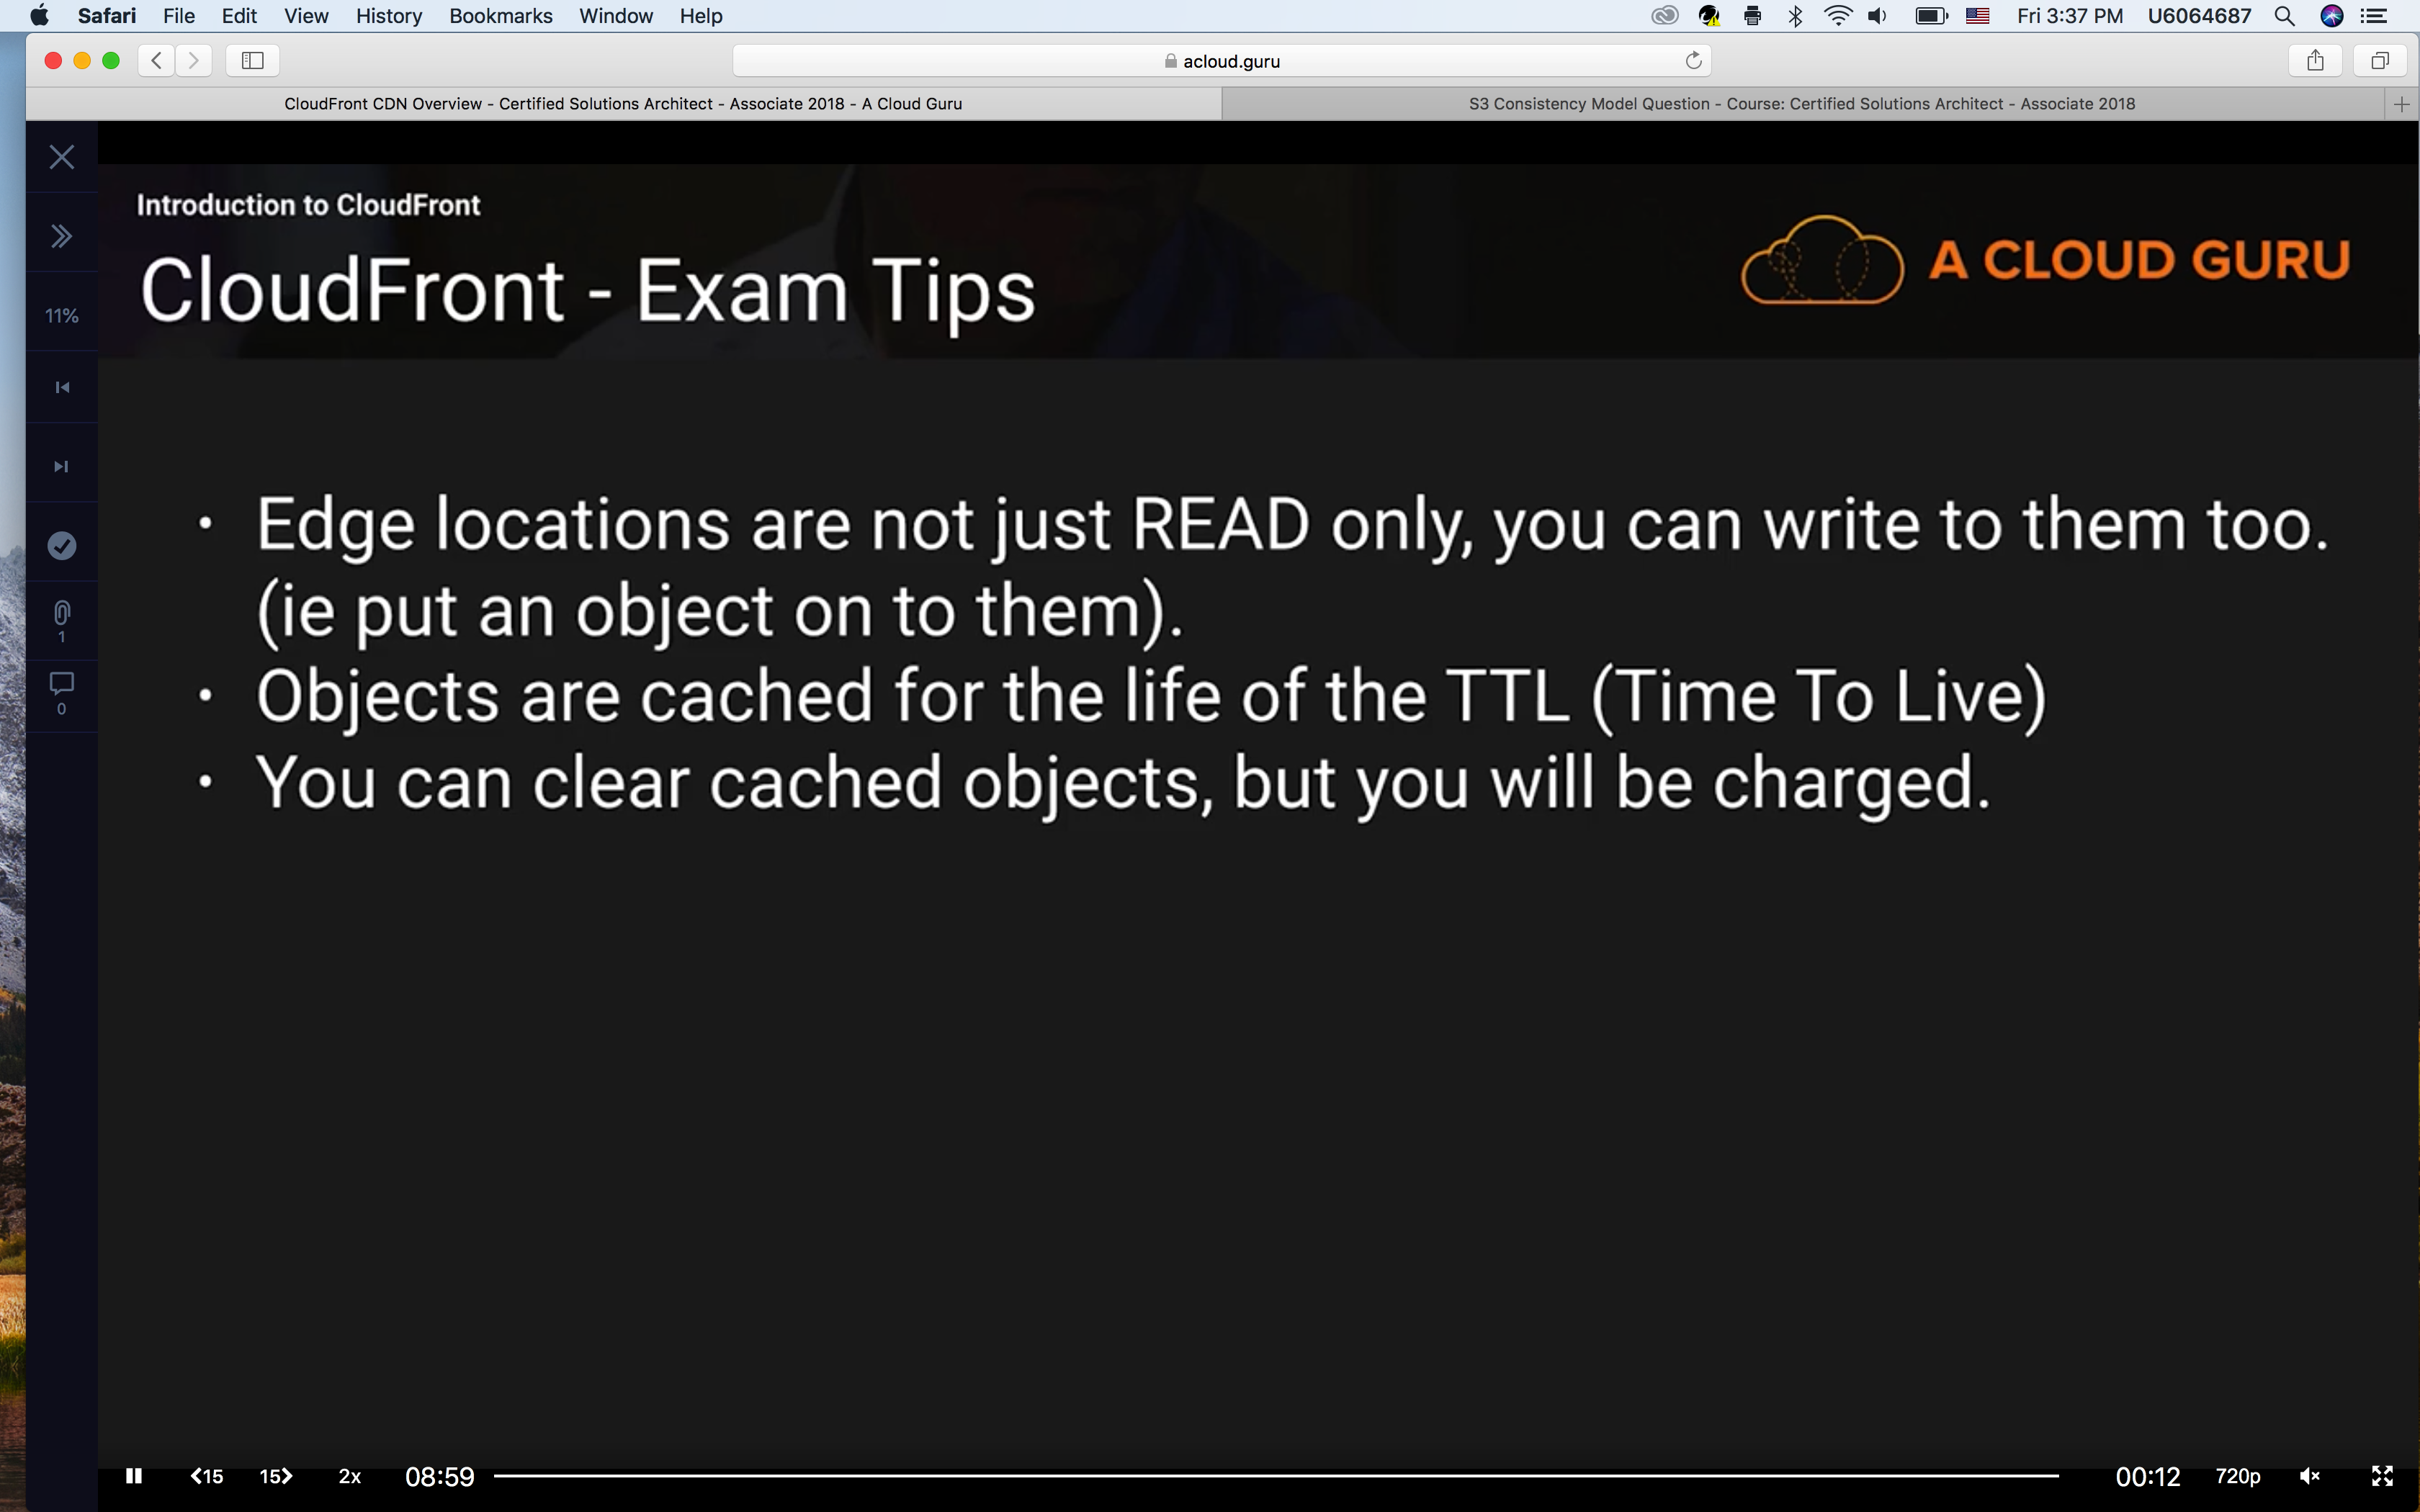 Safari File Edit View History Bookmarks Window Help Fri 3:37 PM U6064687
acloud.guru
CloudFront CDN Overview - Certified Solutions Architect - Associate 2018 - A Cloud Guru S3 Consistency Model Question - Course: Certified Solutions Architect - Associate 2018
Introduction to CloudFront
CloudFront - Exam Tips
A CLOUD GURU
11%
1
0
• Edge locations are not just READ only, you can write to them too.
(ie put an object on to them).
• Objects are cached for the life of the TTL (Time To Live)
• You can clear cached objects, but you will be charged.
15 15 2x 08:59 00:12 720p